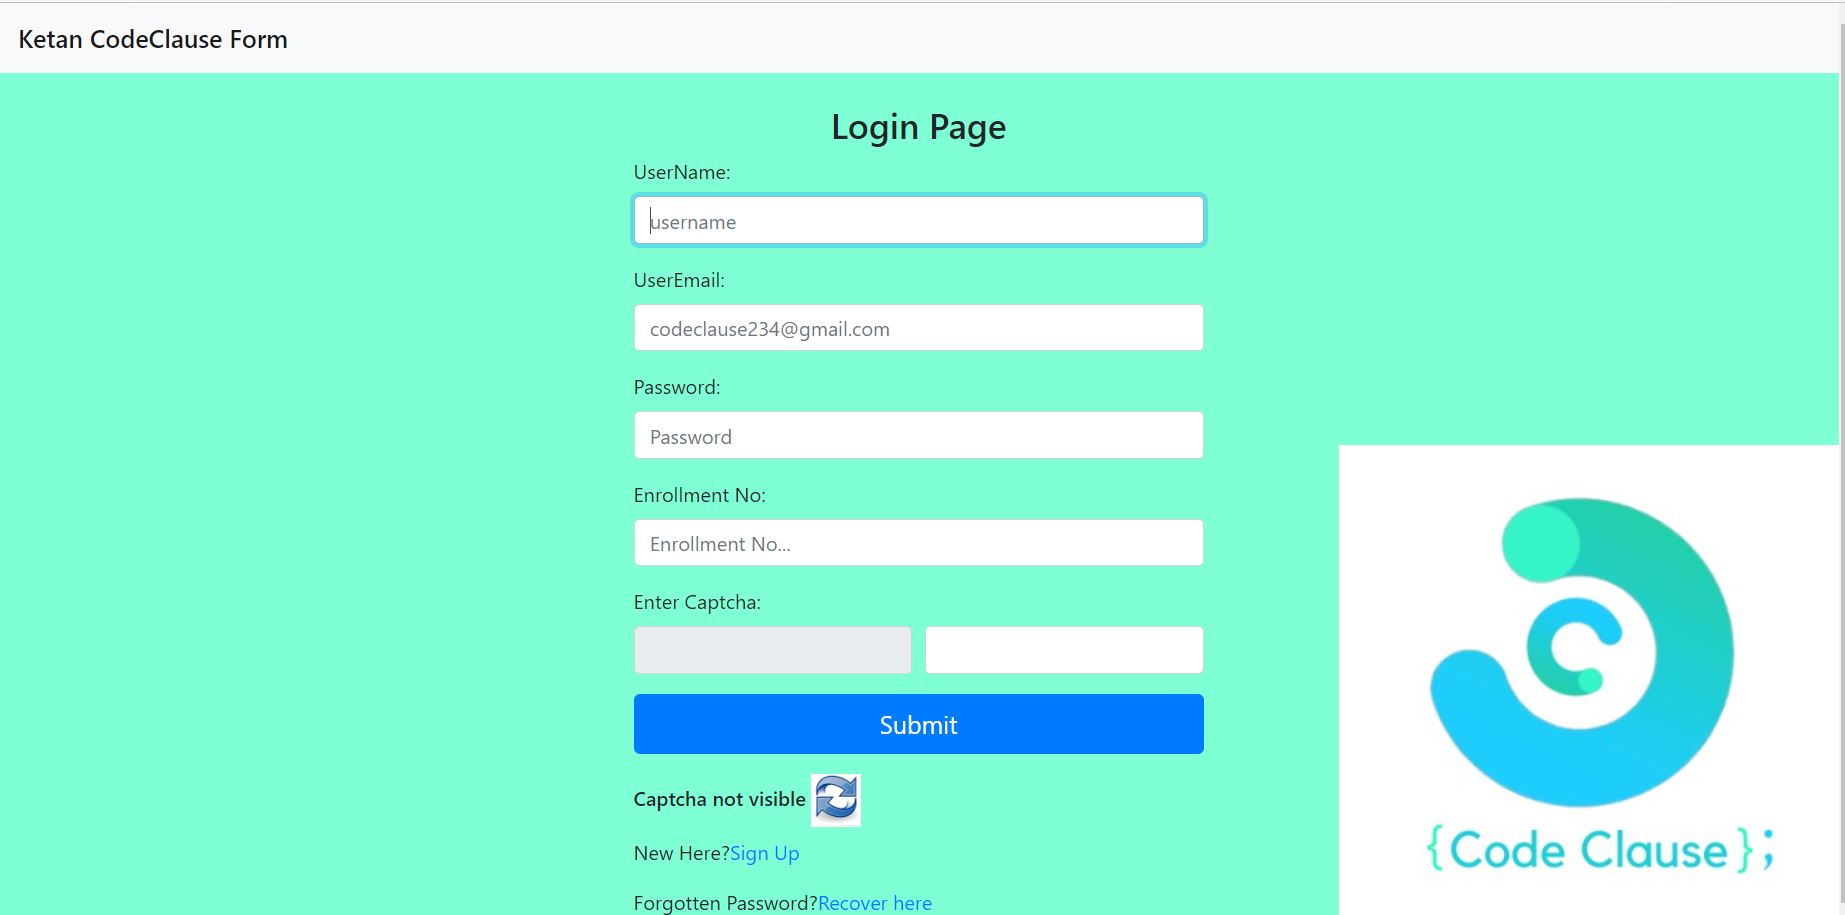 Ketan CodeClause Form
Login Page
UserName:
username
UserEmail:
codeclause234@gmail.com
Password:
Password
Enrollment No:
Enrollment No...
Enter Captcha:
Submit
Captcha not visible
New Here?Sign Up
Forgotten Password?Recover here
{Code Clause};